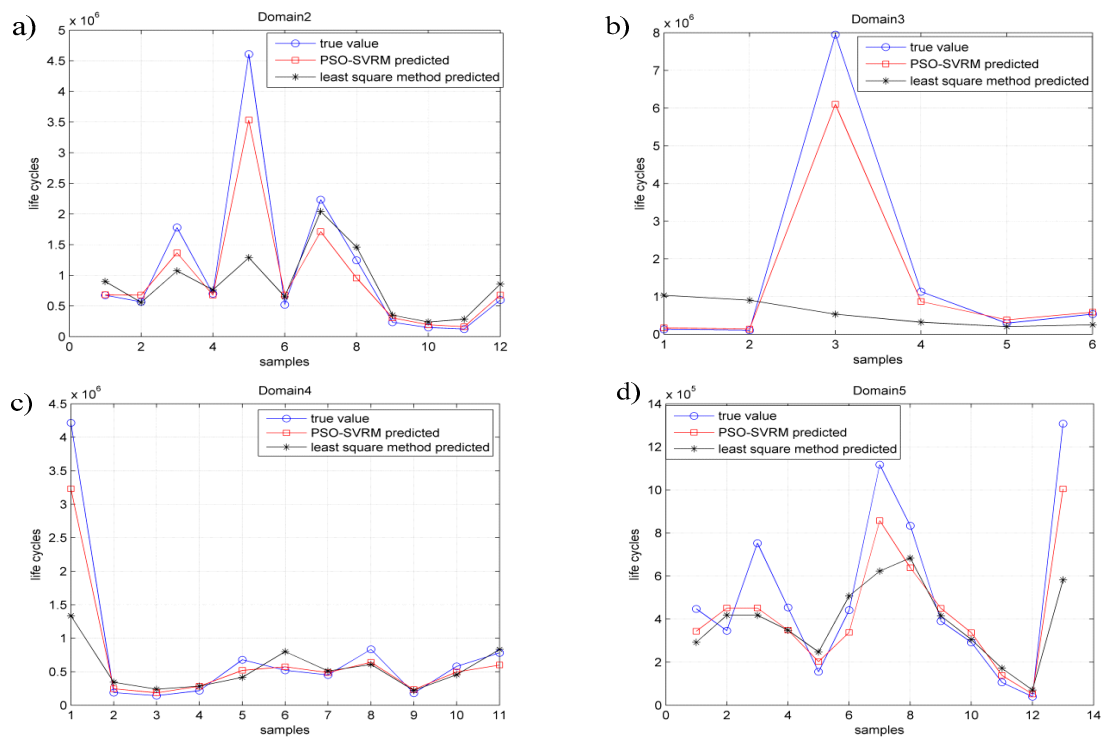 a)
Domain2
x 10^6
5
4.5
4
3.5
3
2.5
2
1.5
1
0.5
0
life cycles
true value
PSO-SVRM predicted
least square method predicted
0 2 4 6 8 10 12
samples
b)
Domain3
x 10^6
8
7
6
5
4
3
2
1
0
life cycles
true value
PSO-SVRM predicted
least square method predicted
1 2 3 4 5 6
samples
c)
Domain4
x 10^6
4.5
4
3.5
3
2.5
2
1.5
1
0.5
0
life cycles
true value
PSO-SVRM predicted
least square method predicted
1 2 3 4 5 6 7 8 9 10 11
samples
d)
Domain5
x 10^5
14
12
10
8
6
4
2
0
life cycles
true value
PSO-SVRM predicted
least square method predicted
0 2 4 6 8 10 12 14
samples